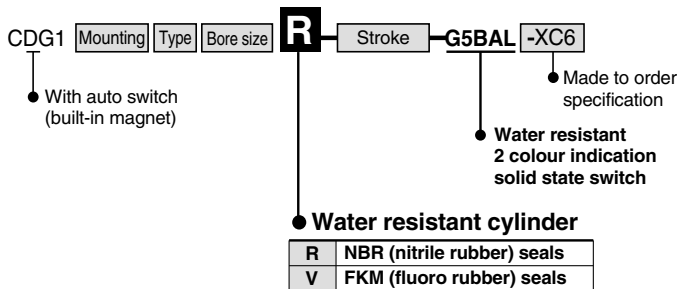 CDG1 Mounting Type Bore size R Stroke G5BAL -XC6
With auto switch
(built-in magnet)
Made to order
specification
Water resistant
2 colour indication
solid state switch
Water resistant cylinder
R NBR (nitrile rubber) seals
V FKM (fluoro rubber) seals